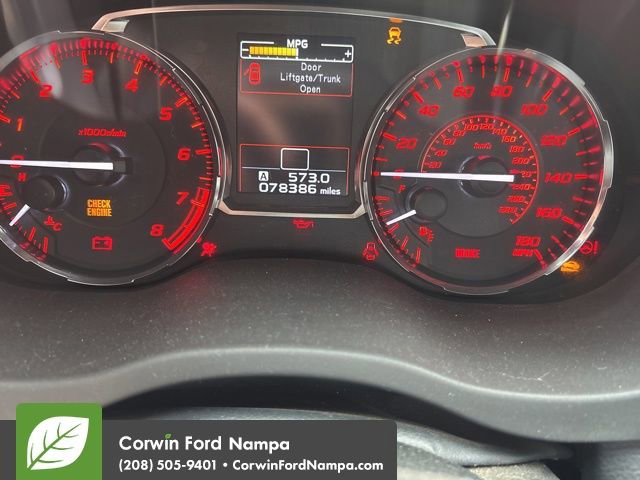 MPG
- +
Door
Liftgate/Trunk
Open
1 2 3 4 5 6 7 8
x1000r/min
H
C
CHECK
ENGINE
A 573.0
078386 miles
20 40 60 80 100 120 140 160 180
MPH
km/h
F
E
CRUISE
Corwin Ford Nampa
(208) 505-9401 • CorwinFordNampa.com